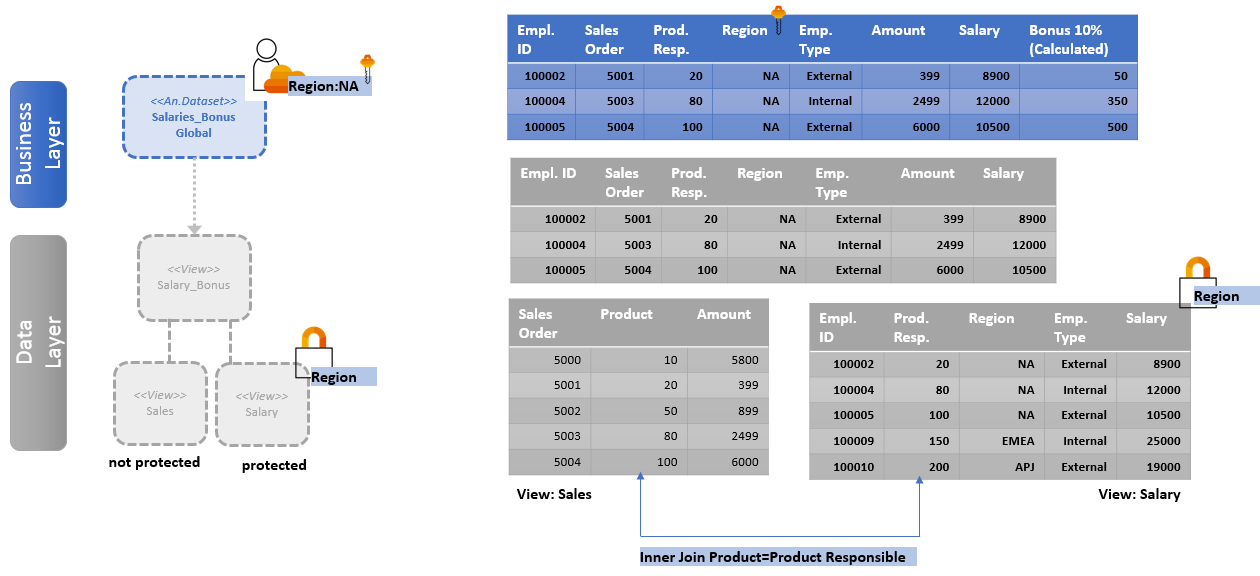 Business
Layer
Data
Layer
Region:NA
<<An.Dataset>>
Salaries_Bonus
Global
<<View>>
Salary_Bonus
Region
<<View>>
Sales
<<View>>
Salary
not protected
protected
Empl. ID Sales Order Prod. Resp. Region Emp. Type Amount Salary Bonus 10% (Calculated)
100002 5001 20 NA External 399 8900 50
100004 5003 80 NA Internal 2499 12000 350
100005 5004 100 NA External 6000 10500 500
Empl. ID Sales Order Prod. Resp. Region Emp. Type Amount Salary
100002 5001 20 NA External 399 8900
100004 5003 80 NA Internal 2499 12000
100005 5004 100 NA External 6000 10500
Sales Order Product Amount
5000 10 5800
5001 20 399
5002 50 899
5003 80 2499
5004 100 6000
View: Sales
Region
Empl. ID Prod. Resp. Region Emp. Type Salary
100002 20 NA External 8900
100004 80 NA Internal 12000
100005 100 NA External 10500
100009 150 EMEA Internal 25000
100010 200 APJ External 19000
View: Salary
Inner Join Product=Product Responsible